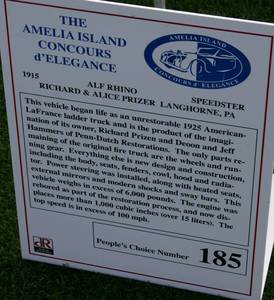 THE
AMELIA ISLAND
CONCOURS
d'ELEGANCE
AMELIA ISLAND
CONCOURS d'ELEGANCE
1915
ALF RHINO
SPEEDSTER
RICHARD & ALICE PRIZER
LANGHORNE, PA
This vehicle began life as an unrestorable 1925 American-
LaFrance ladder truck and is the product of the imagi-
nation of its owner, Richard Prizer and Deoon and Jeff
Hammers of Penn-Dutch Restorations. The only parts re-
maining of the original fire truck are the wheels and run-
ning gear. Everything else is new design and construction,
including the body, seats, fenders, cowl, hood and radia-
tor. Power steering was installed, along with heated seats,
external mirrors and modern shocks and sway bars. This
vehicle weighs in excess of 6,000 pounds. The engine was
rebored as part of the restoration process, and now dis-
places more than 1,000 cubic inches (over 15 liters). The
top speed is in excess of 100 mph.
People's Choice Number
185